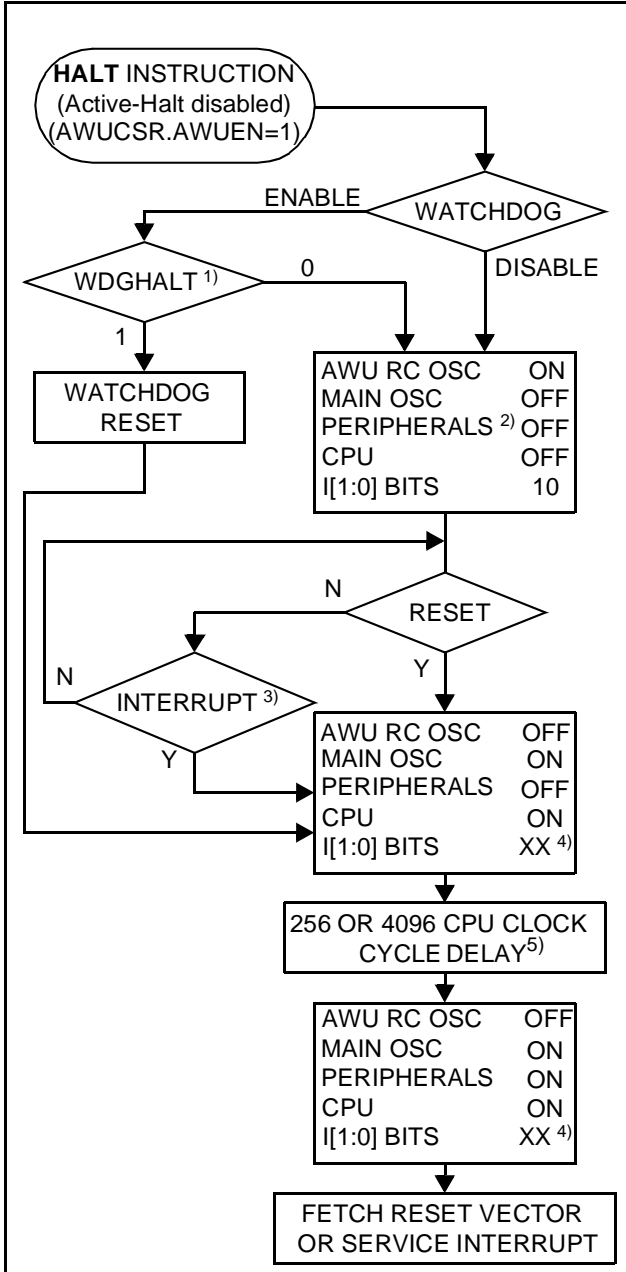 HALT INSTRUCTION
(Active-Halt disabled)
(AWUCSR.AWUEN=1)
ENABLE
WATCHDOG
WDGHALT 1)
0
DISABLE
1
WATCHDOG
RESET
AWU RC OSC ON
MAIN OSC OFF
PERIPHERALS 2) OFF
CPU OFF
I[1:0] BITS 10
N
RESET
Y
N
INTERRUPT 3)
Y
AWU RC OSC OFF
MAIN OSC ON
PERIPHERALS OFF
CPU ON
I[1:0] BITS XX 4)
256 OR 4096 CPU CLOCK
CYCLE DELAY5)
AWU RC OSC OFF
MAIN OSC ON
PERIPHERALS ON
CPU ON
I[1:0] BITS XX 4)
FETCH RESET VECTOR
OR SERVICE INTERRUPT